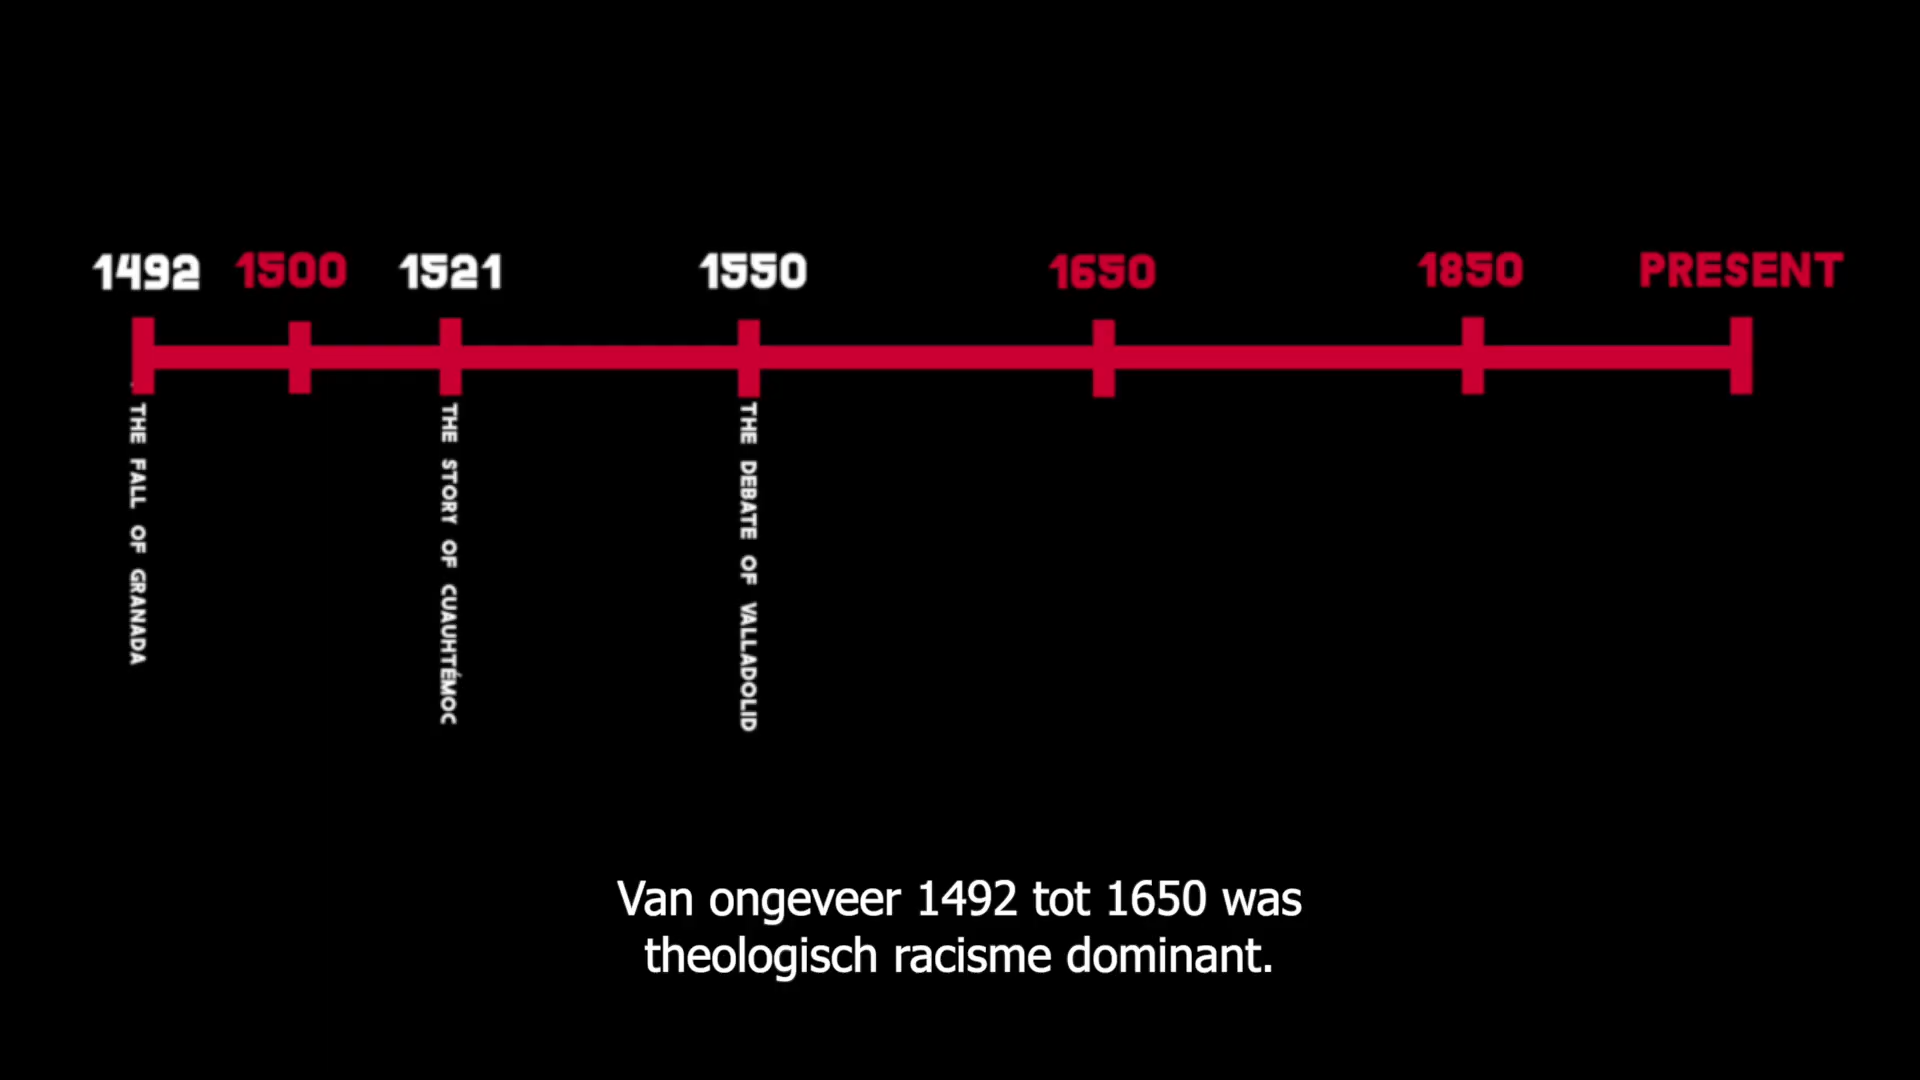 1492 1500 1521 1550 1650 1850 PRESENT
THE FALL OF GRANADA
THE STORY OF CUAUHTÉMOC
THE DEBATE OF VALLADOLID
Van ongeveer 1492 tot 1650 was
theologisch racisme dominant.